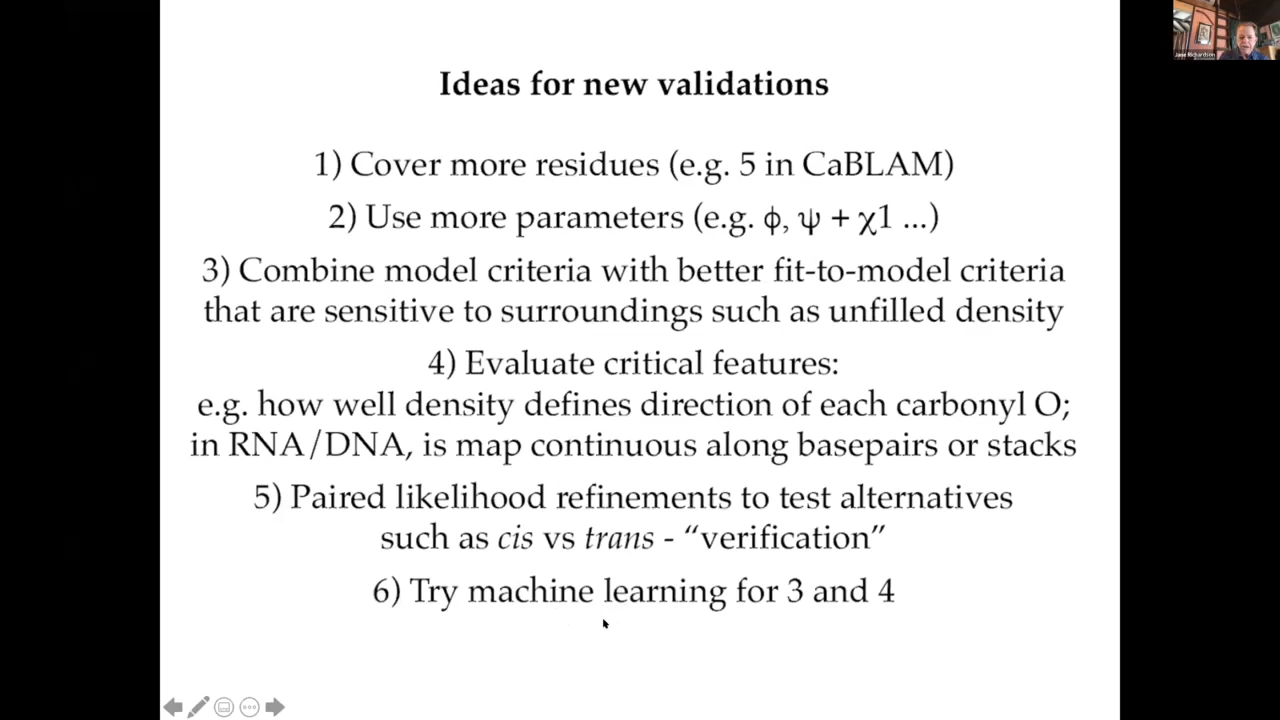 Jane Richardson
Ideas for new validations
1) Cover more residues (e.g. 5 in CaBLAM)
2) Use more parameters (e.g. ϕ, ψ + χ1 ...)
3) Combine model criteria with better fit-to-model criteria
that are sensitive to surroundings such as unfilled density
4) Evaluate critical features:
e.g. how well density defines direction of each carbonyl O;
in RNA/DNA, is map continuous along basepairs or stacks
5) Paired likelihood refinements to test alternatives
such as cis vs trans - “verification”
6) Try machine learning for 3 and 4